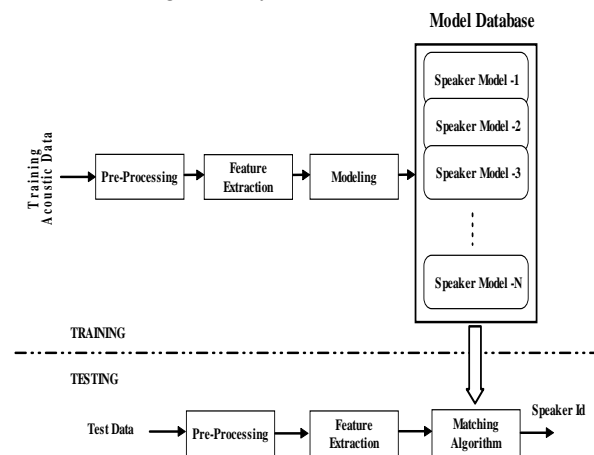 Model Database
Speaker Model -1
Speaker Model -2
Speaker Model -3
Speaker Model -N
Training
Acoustic Data
Pre-Processing
Feature
Extraction
Modeling
TRAINING
TESTING
Test Data
Pre-Processing
Feature
Extraction
Matching
Algorithm
Speaker Id